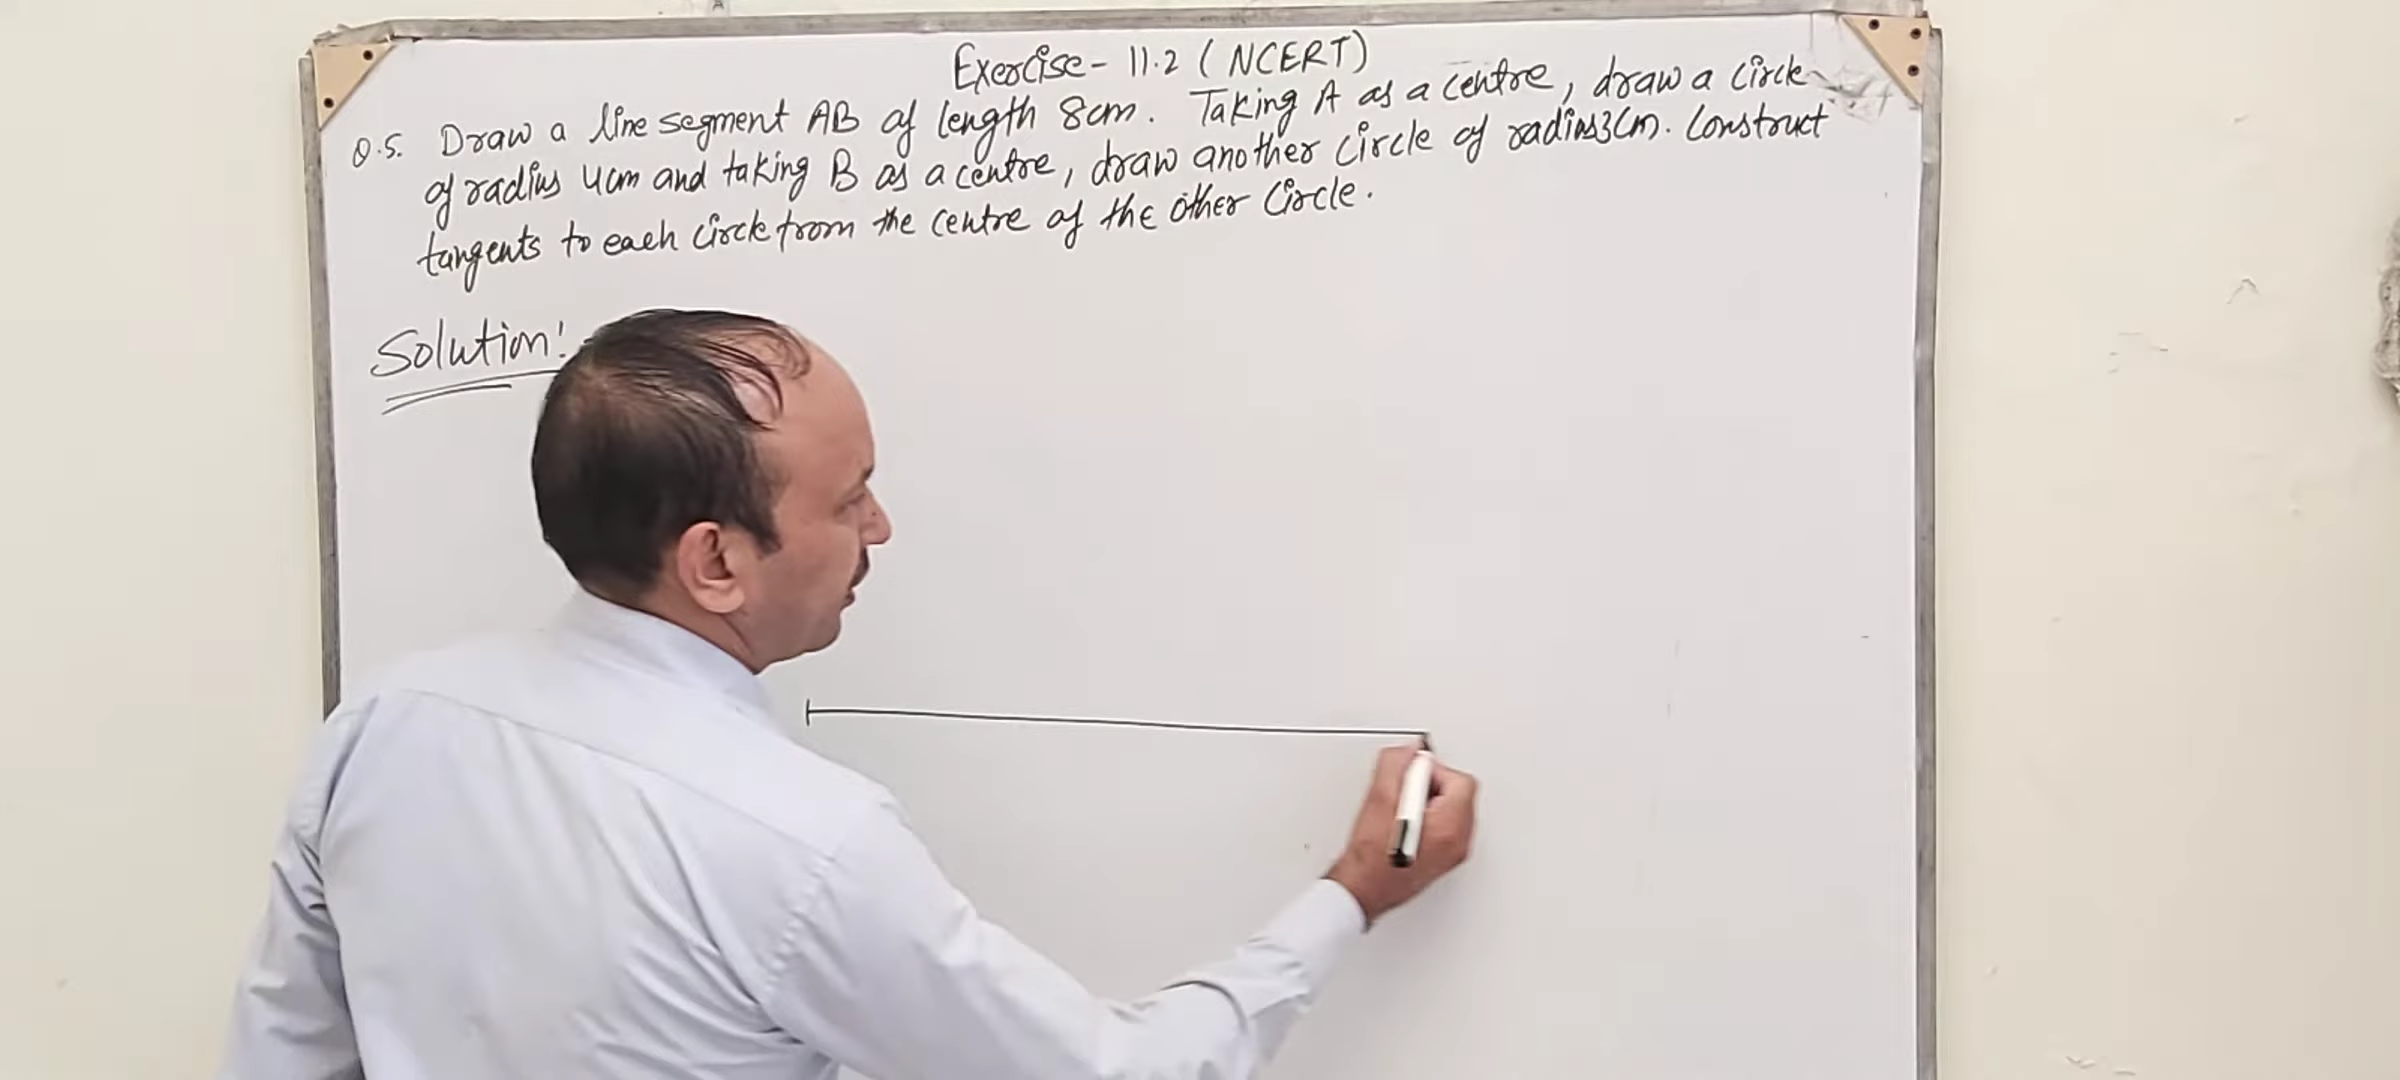 Exercise - 11.2 (NCERT)
Q.5. Draw a line segment AB of length 8cm. Taking A as a centre, draw a circle
of radius 4cm and taking B as a centre, draw another circle of radius 3cm. Construct
tangents to each circle from the centre of the other circle.
Solution: